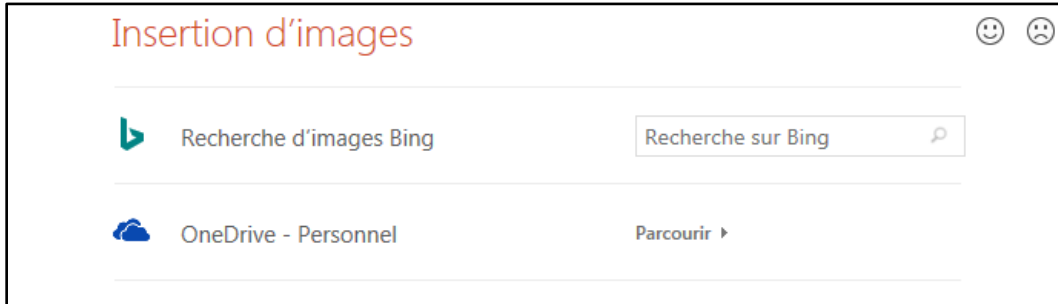 Insertion d’images
Recherche d’images Bing
Recherche sur Bing
OneDrive - Personnel
Parcourir